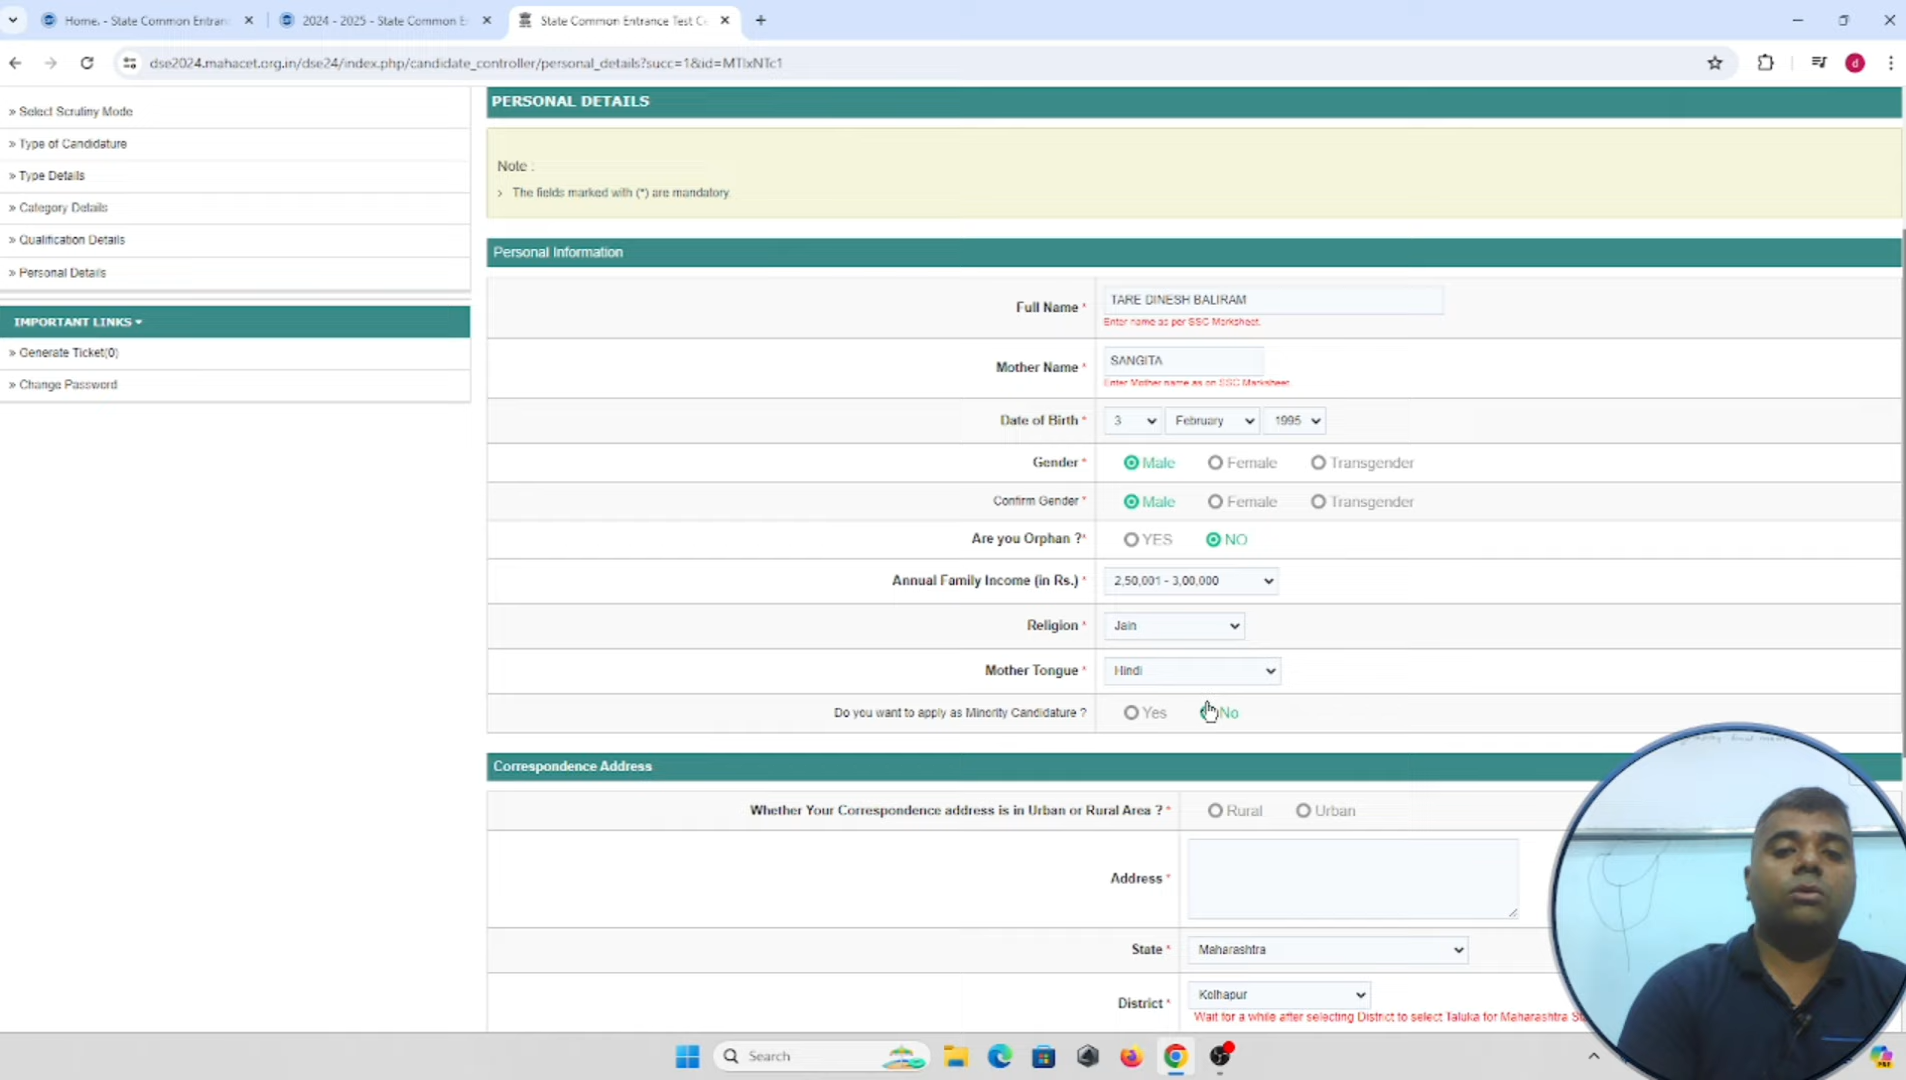 Home. - State Common Entran
2024 - 2025 - State Common E
State Common Entrance Test C
dse2024.mahacet.org.in/dse24/index.php/candidate_controller/personal_details?succ=1&id=MTIxNTc1
d
» Select Scrutiny Mode
» Type of Candidature
» Type Details
» Category Details
» Qualification Details
» Personal Details
IMPORTANT LINKS
» Generate Ticket(0)
» Change Password
PERSONAL DETAILS
Note :
› The fields marked with (*) are mandatory.
Personal Information
Full Name * TARE DINESH BALIRAM
Enter name as per SSC Marksheet.
Mother Name * SANGITA
Enter Mother name as on SSC Marksheet
Date of Birth * 3 February 1995
Gender * Male Female Transgender
Confirm Gender * Male Female Transgender
Are you Orphan ?* YES NO
Annual Family Income (in Rs.) * 2,50,001 - 3,00,000
Religion * Jain
Mother Tongue * Hindi
Do you want to apply as Minority Candidature ? Yes No
Correspondence Address
Whether Your Correspondence address is in Urban or Rural Area ? * Rural Urban
Address *
State * Maharashtra
District * Kolhapur
Wait for a while after selecting District to select Taluka for Maharashtra
Search